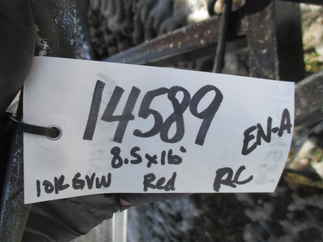 14589
EN-A
8.5x16'
10K GVW Red RC